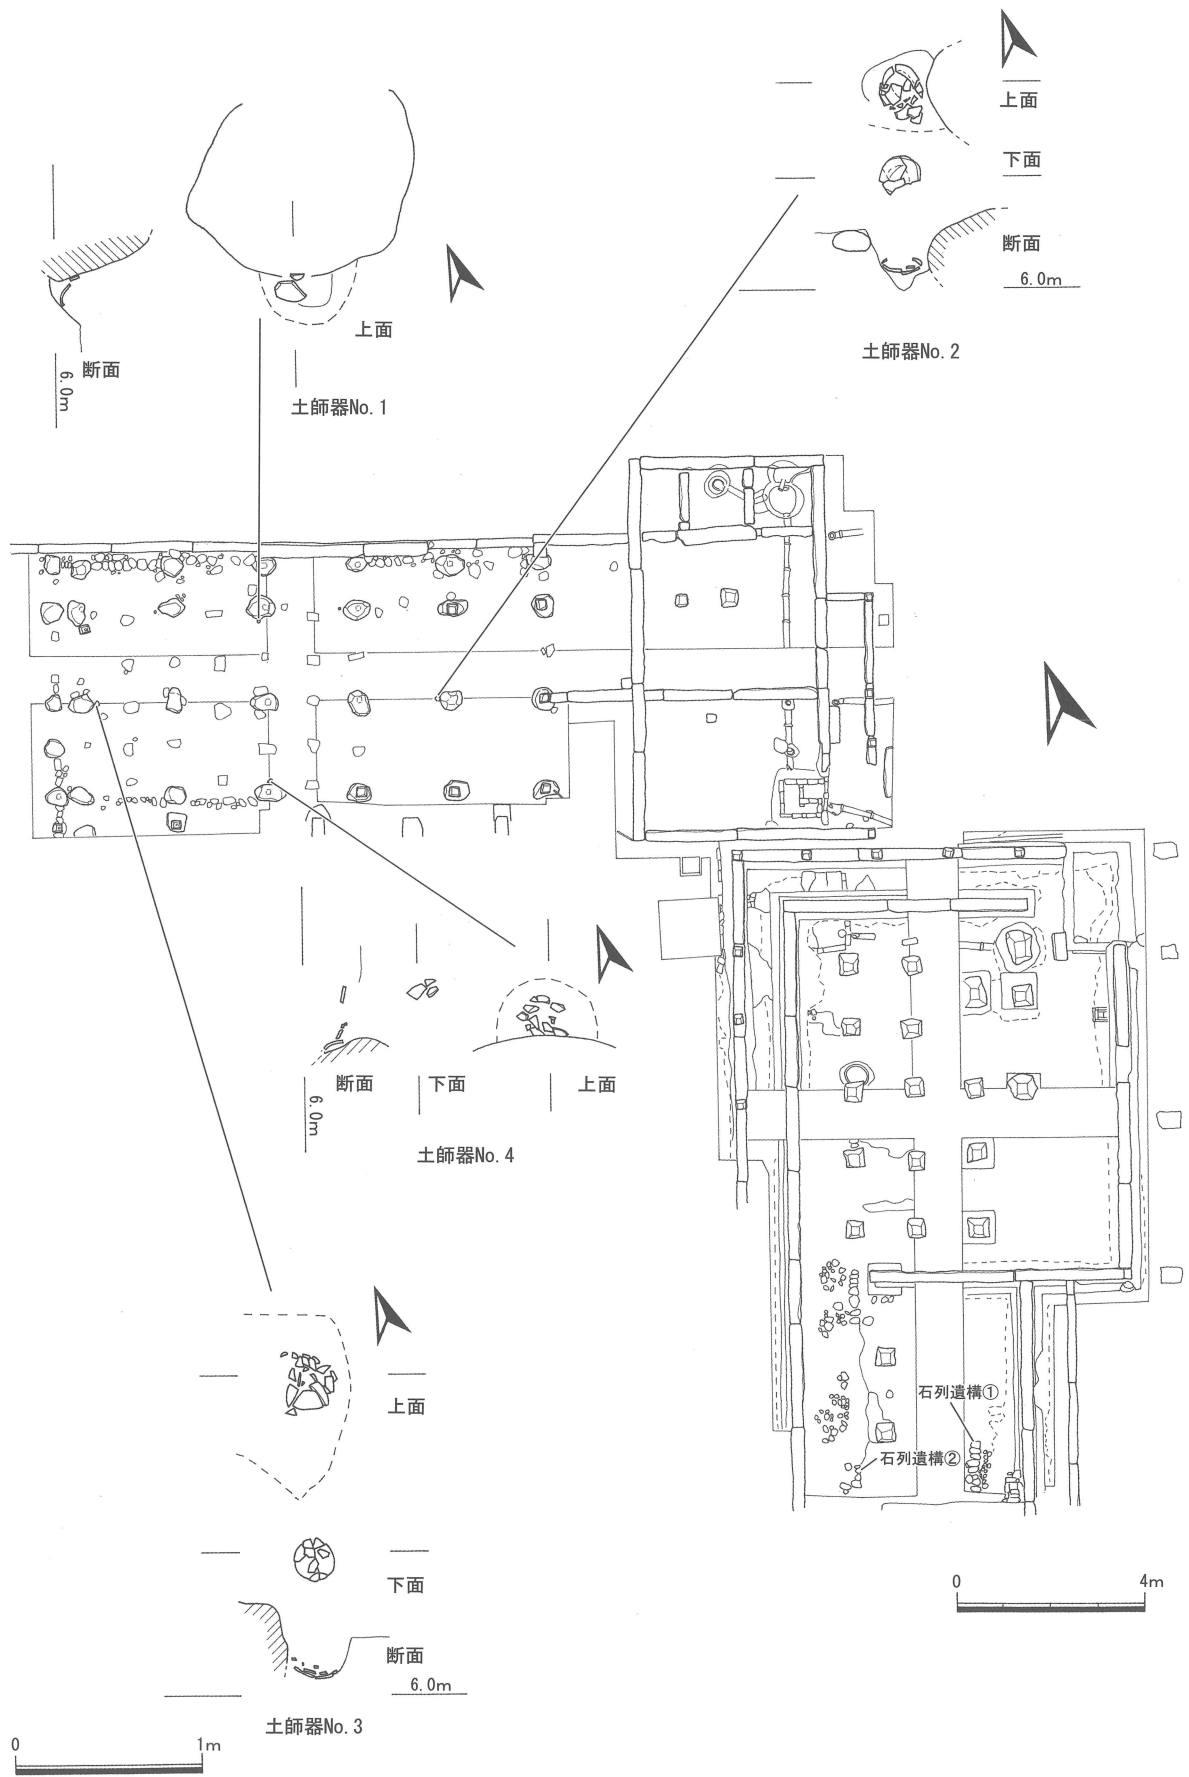 上面
断面
6.0m
土師器No.1
上面
下面
断面
6.0m
土師器No.2
断面
下面
上面
6.0m
土師器No.4
上面
下面
断面
6.0m
土師器No.3
石列遺構①
石列遺構②
0 4m
0 1m